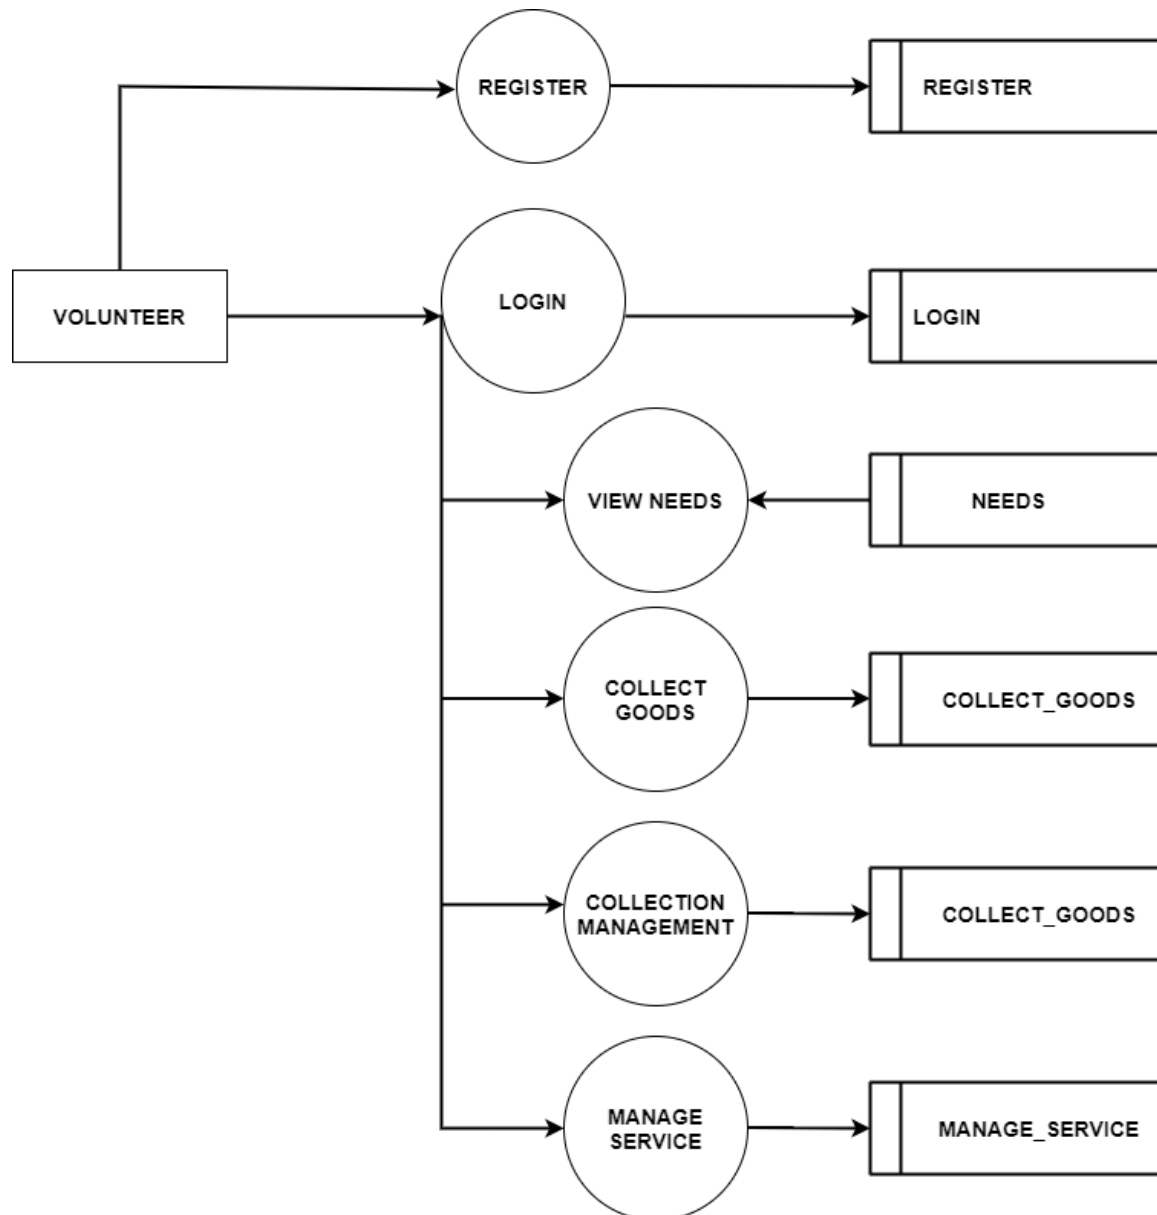 REGISTER
REGISTER
VOLUNTEER
LOGIN
LOGIN
VIEW NEEDS
NEEDS
COLLECT
GOODS
COLLECT_GOODS
COLLECTION
MANAGEMENT
COLLECT_GOODS
MANAGE
SERVICE
MANAGE_SERVICE